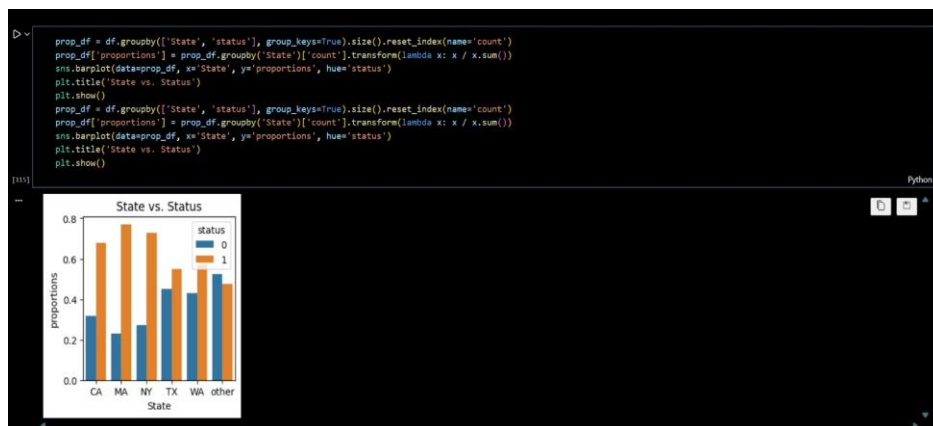 prop_df = df.groupby(['State', 'status'], group_keys=True).size().reset_index(name='count')
prop_df['proportions'] = prop_df.groupby('State')['count'].transform(lambda x: x / x.sum())
sns.barplot(data=prop_df, x='State', y='proportions', hue='status')
plt.title('State vs. Status')
plt.show()
prop_df = df.groupby(['State', 'status'], group_keys=True).size().reset_index(name='count')
prop_df['proportions'] = prop_df.groupby('State')['count'].transform(lambda x: x / x.sum())
sns.barplot(data=prop_df, x='State', y='proportions', hue='status')
plt.title('State vs. Status')
plt.show()
[335]
Python
...
State vs. Status
status
0
1
0.8
0.6
0.4
0.2
0.0
proportions
CA MA NY TX WA other
State